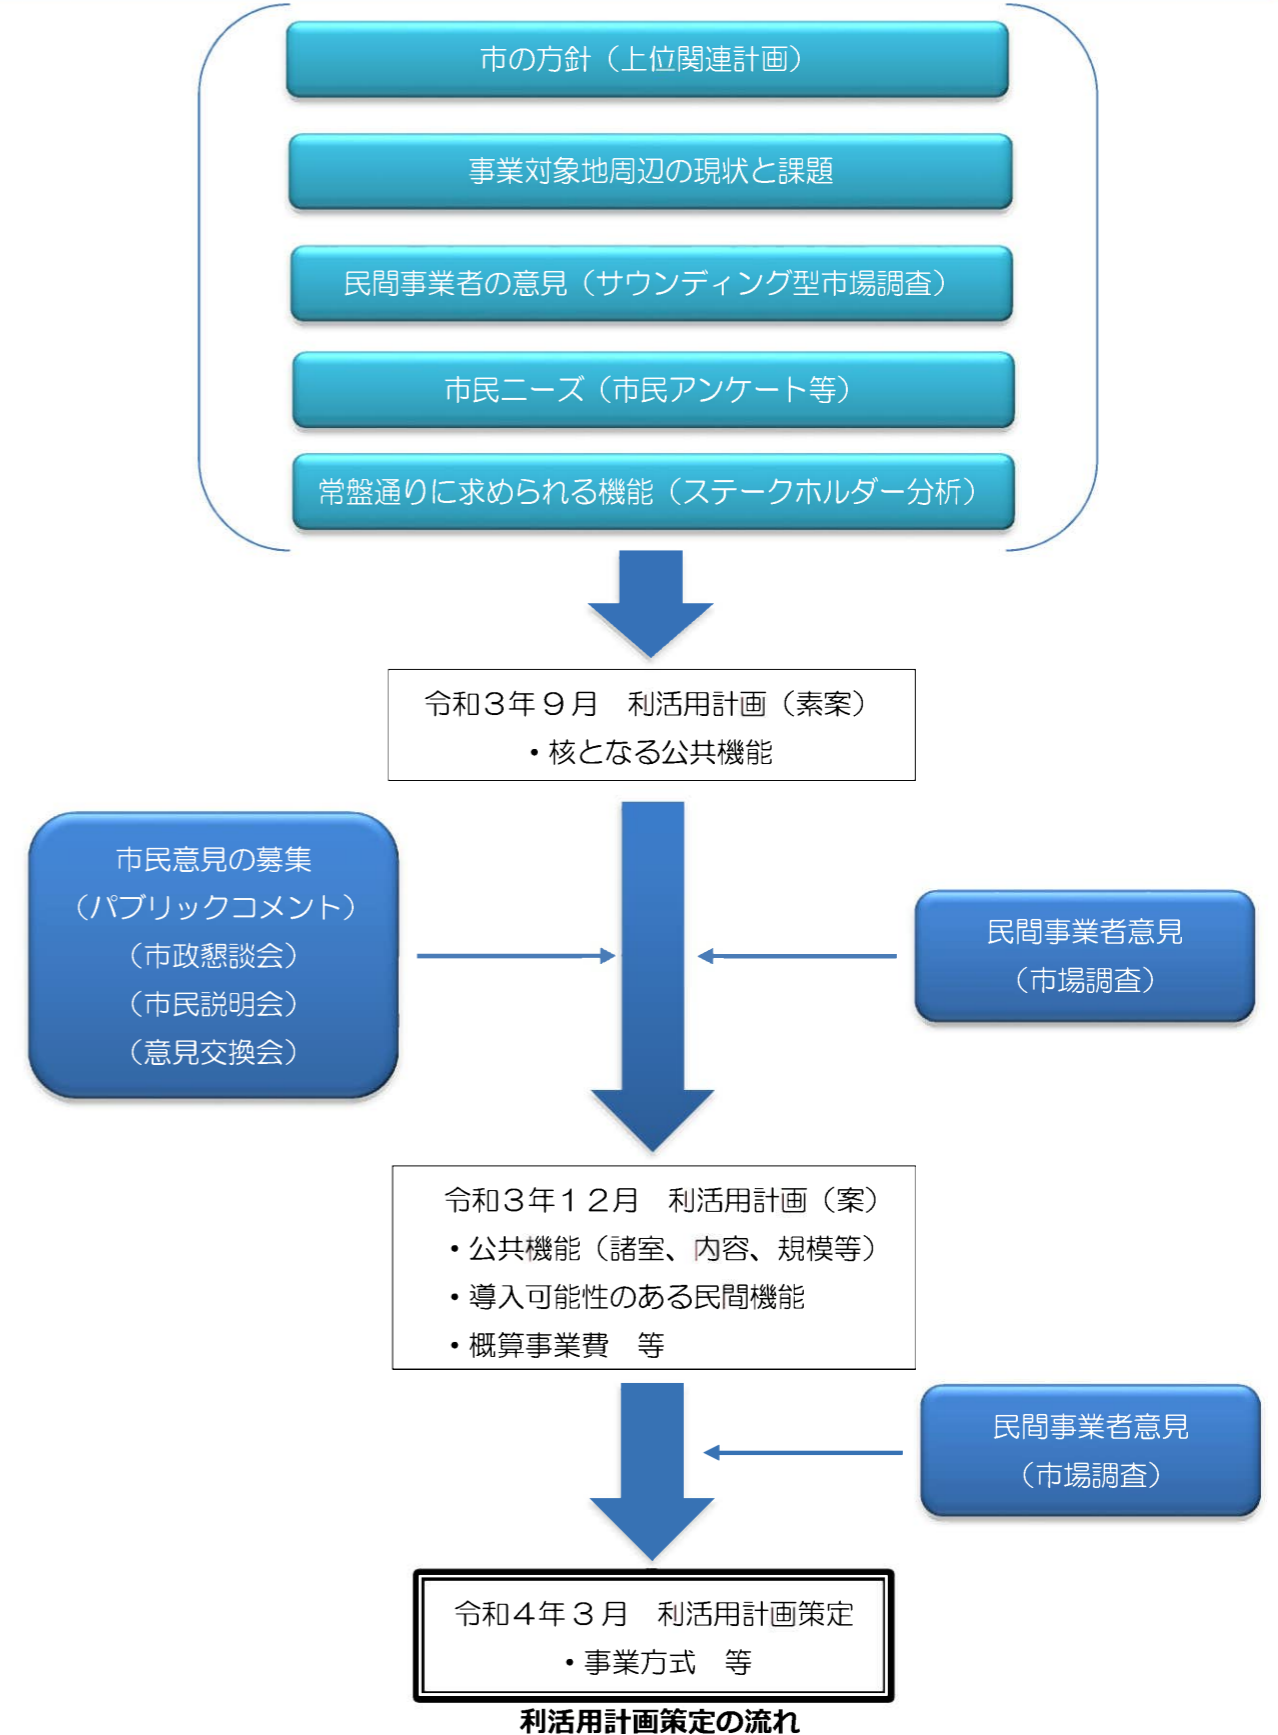 市の方針（上位関連計画）
事業対象地周辺の現状と課題
民間事業者の意見（サウンディング型市場調査）
市民ニーズ（市民アンケート等）
常盤通りに求められる機能（ステークホルダー分析）
令和３年９月　利活用計画（素案）
・核となる公共機能
市民意見の募集
（パブリックコメント）
（市政懇談会）
（市民説明会）
（意見交換会）
民間事業者意見
（市場調査）
令和３年１２月　利活用計画（案）
・公共機能（諸室、内容、規模等）
・導入可能性のある民間機能
・概算事業費　等
民間事業者意見
（市場調査）
令和４年３月　利活用計画策定
・事業方式　等
利活用計画策定の流れ